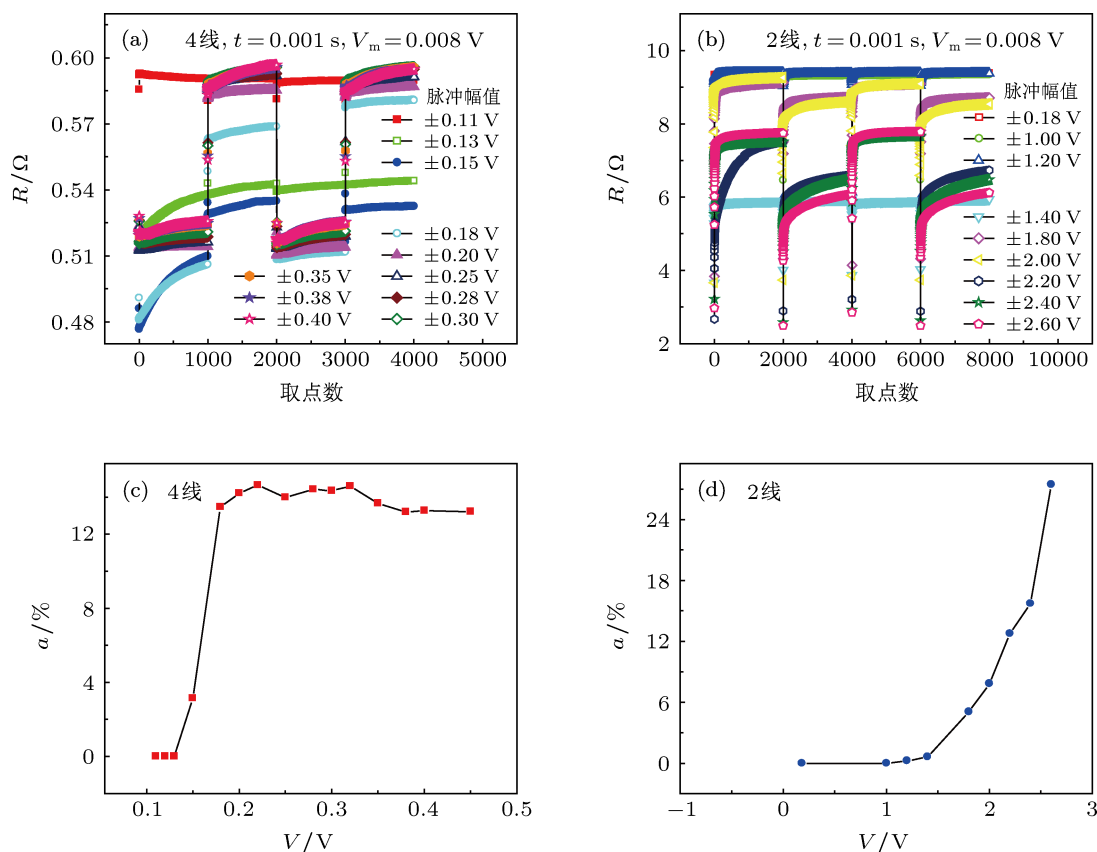 (a) 4线, t = 0.001 s, Vm = 0.008 V
0.60
0.57
0.54
0.51
0.48
R/Ω
脉冲幅值
±0.11 V
±0.13 V
±0.15 V
±0.18 V
±0.20 V
±0.35 V ±0.25 V
±0.38 V ±0.28 V
±0.40 V ±0.30 V
0 1000 2000 3000 4000 5000
取点数
(b) 2线, t = 0.001 s, Vm = 0.008 V
10
8
6
4
2
R/Ω
脉冲幅值
±0.18 V
±1.00 V
±1.20 V
±1.40 V
±1.80 V
±2.00 V
±2.20 V
±2.40 V
±2.60 V
0 2000 4000 6000 8000 10000
取点数
(c) 4线
12
8
4
0
a/%
0.1 0.2 0.3 0.4 0.5
V/V
(d) 2线
24
18
12
6
0
a/%
−1 0 1 2 3
V/V